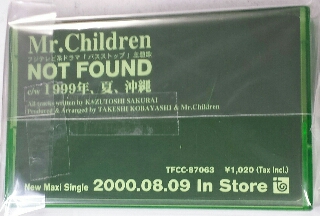 Mr.Children
フジテレビ系ドラマ「バスストップ」主題歌
NOT FOUND
c/w 1999年、夏、沖縄
All tracks written by KAZUTOSHI SAKURAI
Produced & Arranged by TAKESHI KOBAYASHI & Mr.Children
TFCC-87063 ¥1,020 (Tax Incl.)
New Maxi Single 2000.08.09 In Store